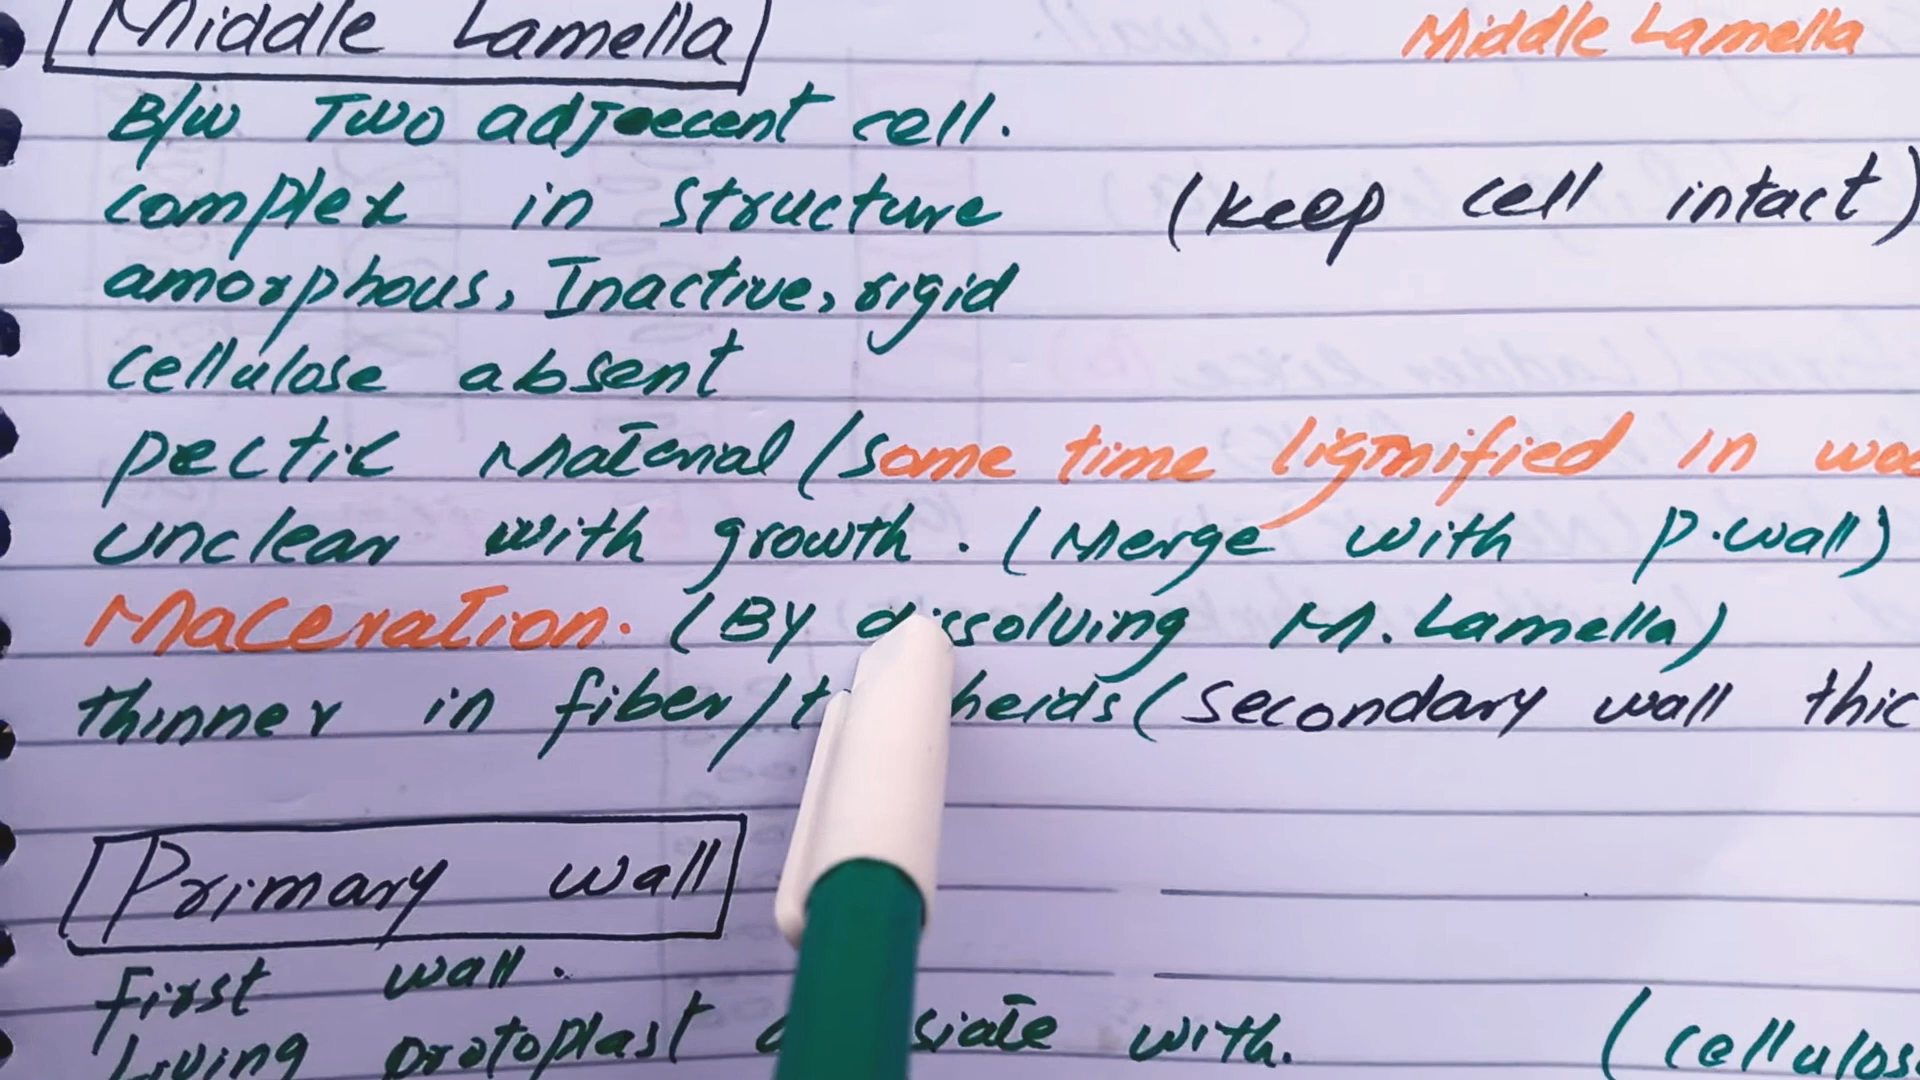 Middle Lamella
Middle Lamella
B/w Two adjecent cell.
complex in structure (keep cell intact)
amorphous, Inactive, rigid
cellulose absent
pectic Material (some time lignified in
unclear with growth. (Merge with p.wall)
Maceration. (By dissolving M. Lamella)
thinner in fiber/ (secondary wall
Primary wall
First wall.
Living protoplast with.